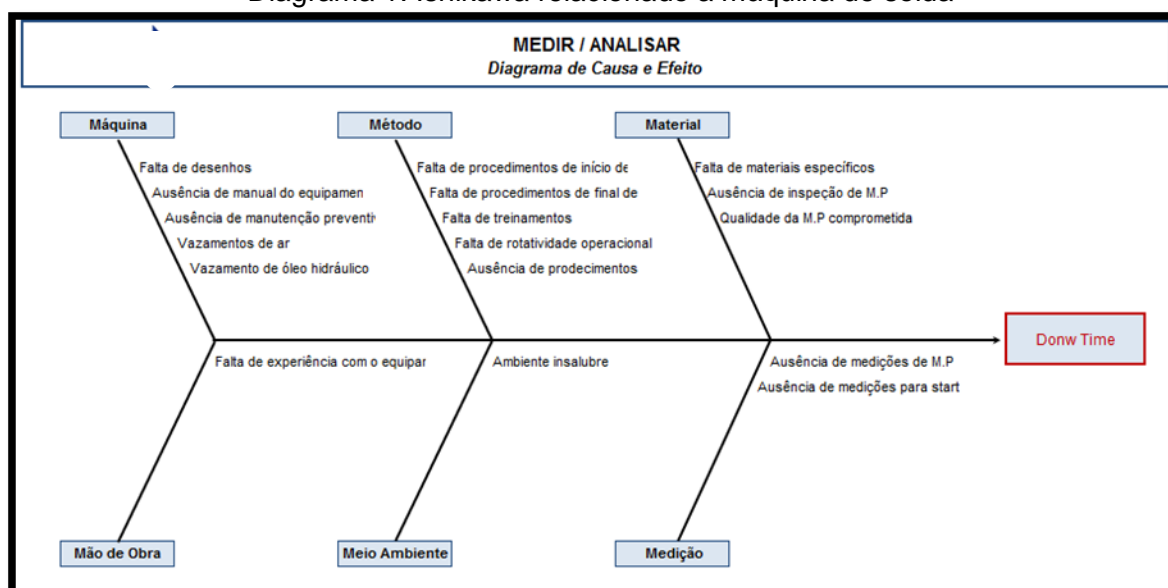 MEDIR / ANALISAR
Diagrama de Causa e Efeito
Máquina
Método
Material
Falta de desenhos
Ausência de manual do equipamen
Ausência de manutenção preventiv
Vazamentos de ar
Vazamento de óleo hidráulico
Falta de procedimentos de início de
Falta de procedimentos de final de
Falta de treinamentos
Falta de rotatividade operacional
Ausência de prodecimentos
Falta de materiais específicos
Ausência de inspeção de M.P
Qualidade da M.P comprometida
Donw Time
Falta de experiência com o equipar
Ambiente insalubre
Ausência de medições de M.P
Ausência de medições para start
Mão de Obra
Meio Ambiente
Medição